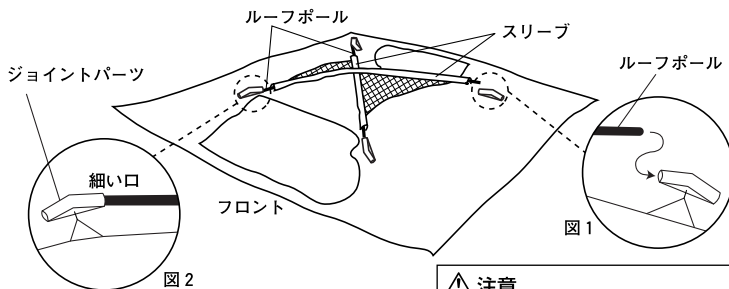 ルーフポール
スリーブ
ジョイントパーツ
ルーフポール
細い口
フロント
図1
図2
注意